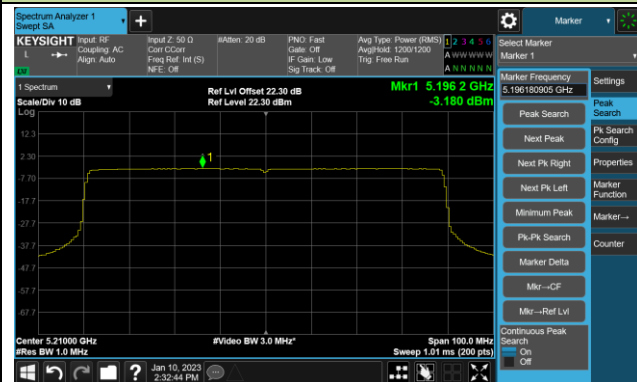 Spectrum Analyzer 1
Swept SA
+
Marker
KEYSIGHT
L
LXI
Input: RF
Coupling: AC
Align: Auto
Input Z: 50 Ω
Corr CCorr
Freq Ref: Int (S)
NFE: Off
#Atten: 20 dB
PNO: Fast
Gate: Off
IF Gain: Low
Sig Track: Off
Avg Type: Power (RMS)
Avg|Hold: 1200/1200
Trig: Free Run
1 2 3 4 5 6
A W W W W W
A N N N N N
Select Marker
Marker 1
1 Spectrum
Scale/Div 10 dB
Log
Ref Lvl Offset 22.30 dB
Ref Level 22.30 dBm
Mkr1 5.196 2 GHz
-3.180 dBm
12.3
2.30
-7.70
-17.7
-27.7
-37.7
-47.7
-57.7
-67.7
1
Center 5.21000 GHz
#Res BW 1.0 MHz
#Video BW 3.0 MHz*
Span 100.0 MHz
Sweep 1.01 ms (200 pts)
Marker Frequency
5.196180905 GHz
Peak Search
Next Peak
Next Pk Right
Next Pk Left
Minimum Peak
Pk-Pk Search
Marker Delta
Mkr→CF
Mkr→Ref Lvl
Continuous Peak
Search
On
Off
Settings
Peak
Search
Pk Search
Config
Properties
Marker
Function
Marker→
Counter
?
Jan 10, 2023
2:32:44 PM